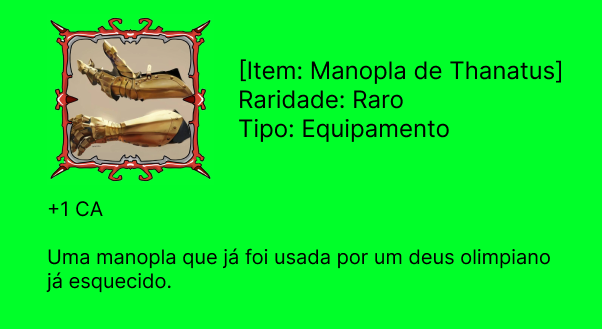 [Item: Manopla de Thanatus]
Raridade: Raro
Tipo: Equipamento
+1 CA
Uma manopla que já foi usada por um deus olimpiano
já esquecido.